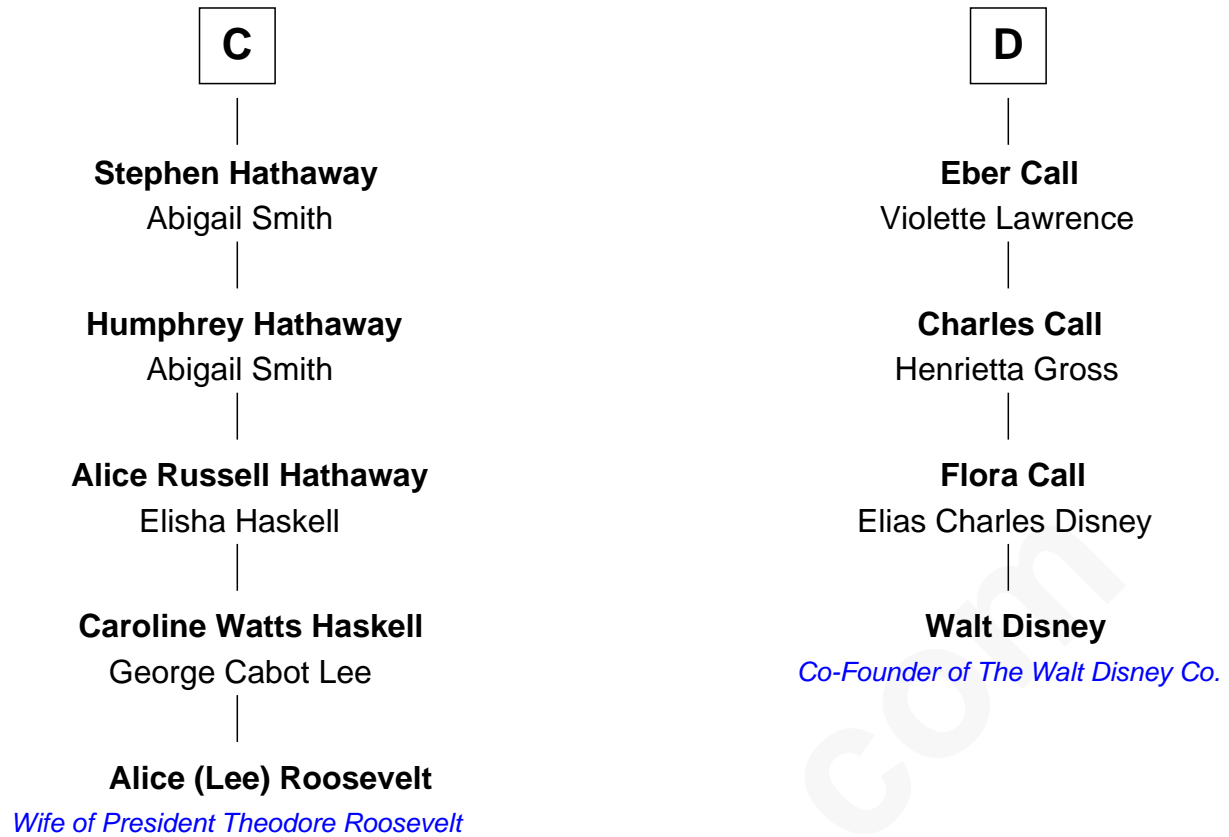 C
Stephen Hathaway
Abigail Smith
Humphrey Hathaway
Abigail Smith
Alice Russell Hathaway
Elisha Haskell
Caroline Watts Haskell
George Cabot Lee
Alice (Lee) Roosevelt
Wife of President Theodore Roosevelt
D
Eber Call
Violette Lawrence
Charles Call
Henrietta Gross
Flora Call
Elias Charles Disney
Walt Disney
Co-Founder of The Walt Disney Co.
com